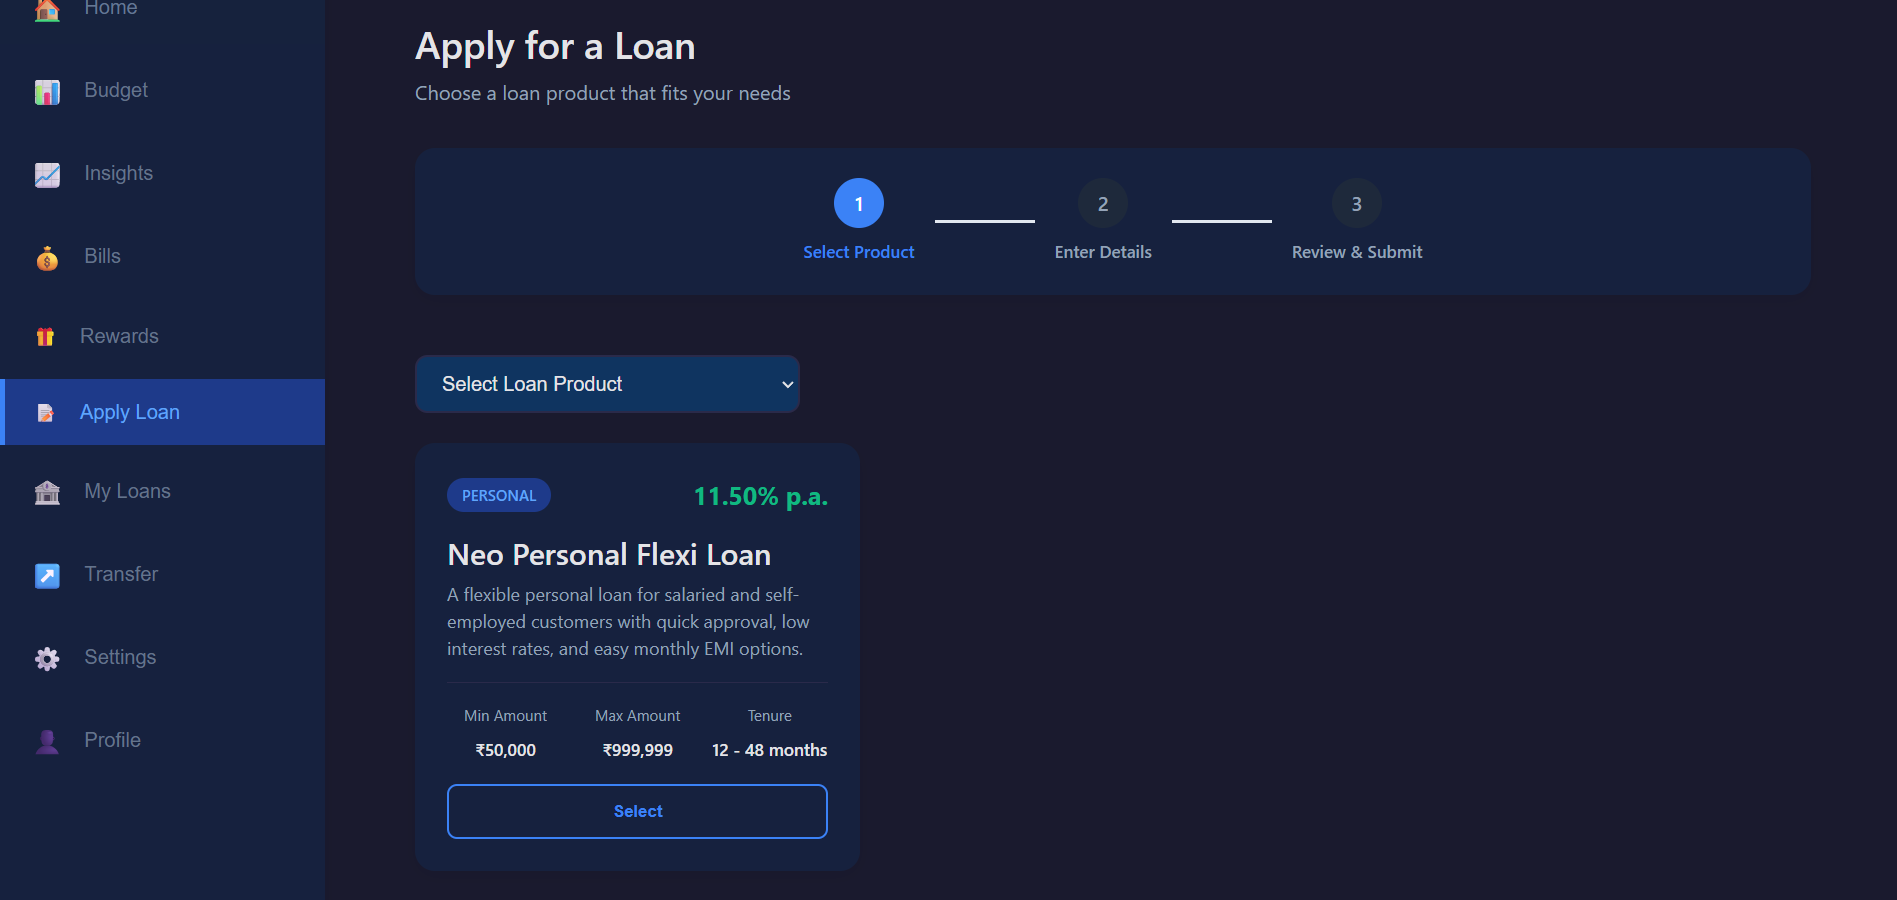 Home
Budget
Insights
Bills
Rewards
Apply Loan
My Loans
Transfer
Settings
Profile
Apply for a Loan
Choose a loan product that fits your needs
1
Select Product
2
Enter Details
3
Review & Submit
Select Loan Product
PERSONAL
11.50% p.a.
Neo Personal Flexi Loan
A flexible personal loan for salaried and self-
employed customers with quick approval, low
interest rates, and easy monthly EMI options.
Min Amount
₹50,000
Max Amount
₹999,999
Tenure
12 - 48 months
Select